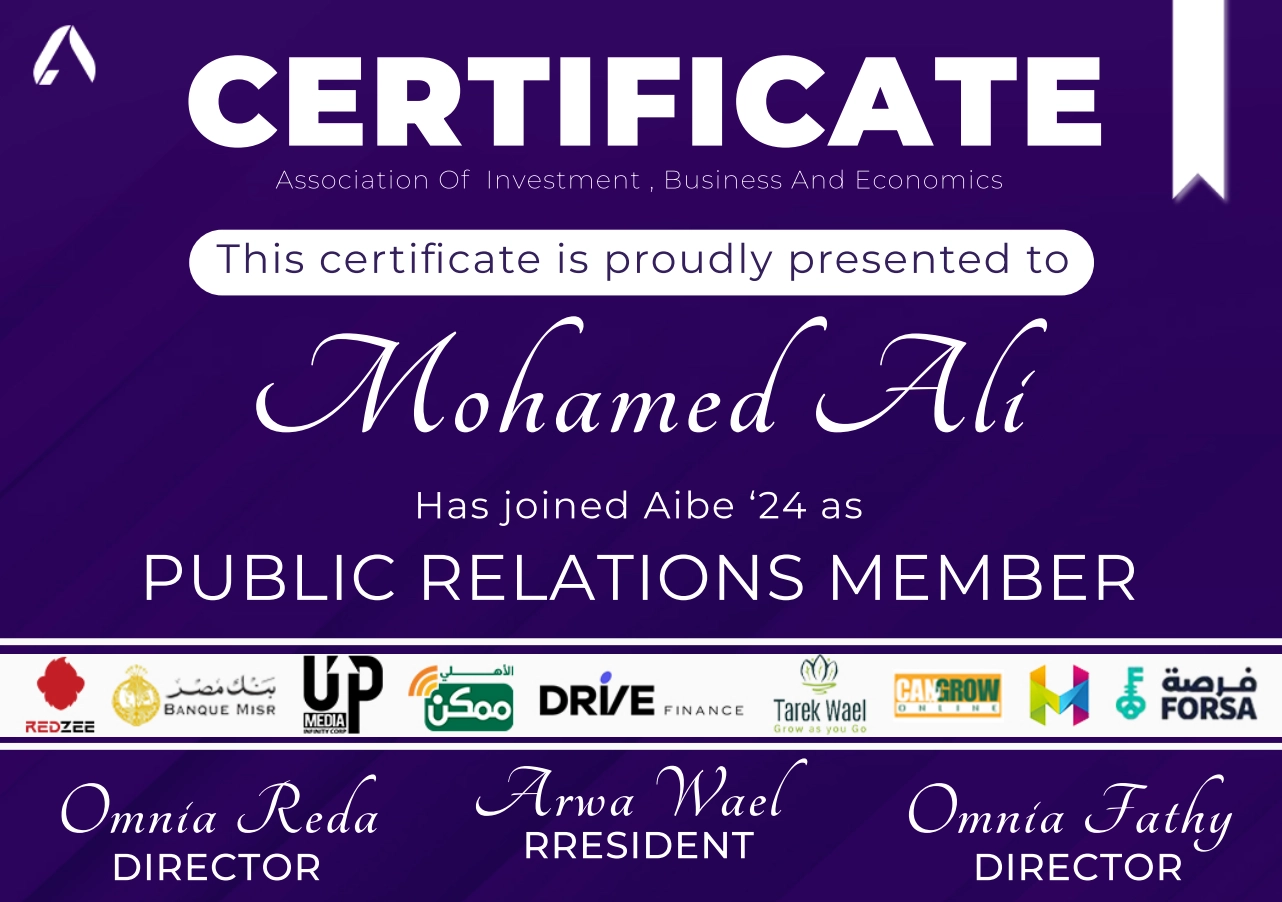 CERTIFICATE
Association Of Investment , Business And Economics
This certificate is proudly presented to
Mohamed Ali
Has joined Aibe ‘24 as
PUBLIC RELATIONS MEMBER
REDZEE
بنك مصر
BANQUE MISR
UP
MEDIA
INFINITY CORP
الأهلي
ممكن
DRIVE FINANCE
Tarek Wael
Grow as you Go
CANGROW
ONLINE
فرصة
FORSA
Omnia Reda
DIRECTOR
Arwa Wael
RRESIDENT
Omnia Fathy
DIRECTOR